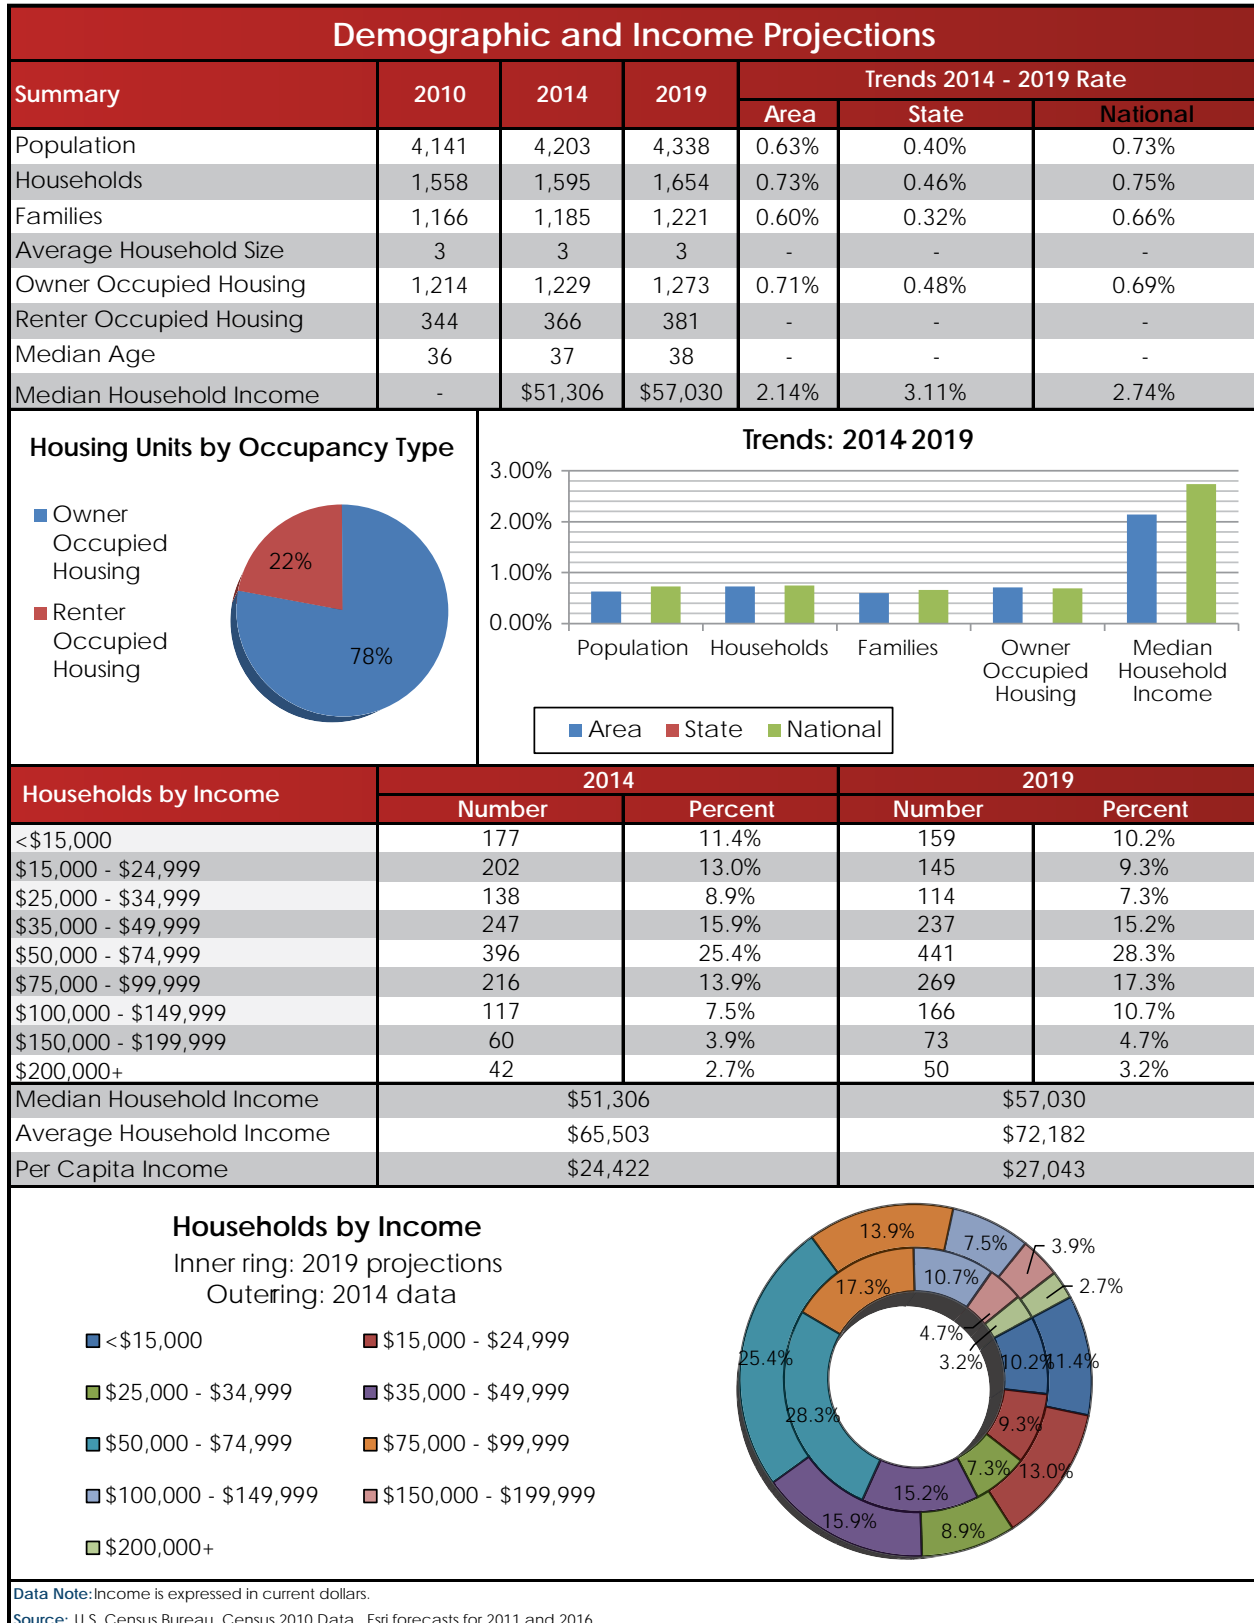 Demographic and Income Projections
Summary 2010 2014 2019 Trends 2014 - 2019 Rate
Area State National
Population 4,141 4,203 4,338 0.63% 0.40% 0.73%
Households 1,558 1,595 1,654 0.73% 0.46% 0.75%
Families 1,166 1,185 1,221 0.60% 0.32% 0.66%
Average Household Size 3 3 3 - - -
Owner Occupied Housing 1,214 1,229 1,273 0.71% 0.48% 0.69%
Renter Occupied Housing 344 366 381 - - -
Median Age 36 37 38 - - -
Median Household Income - $51,306 $57,030 2.14% 3.11% 2.74%
Housing Units by Occupancy Type
Owner
Occupied
Housing
Renter
Occupied
Housing
22%
78%
Trends: 2014-2019
3.00%
2.00%
1.00%
0.00%
Population Households Families Owner Occupied Housing Median Household Income
Area State National
Households by Income 2014 2019
Number Percent Number Percent
<$15,000 177 11.4% 159 10.2%
$15,000 - $24,999 202 13.0% 145 9.3%
$25,000 - $34,999 138 8.9% 114 7.3%
$35,000 - $49,999 247 15.9% 237 15.2%
$50,000 - $74,999 396 25.4% 441 28.3%
$75,000 - $99,999 216 13.9% 269 17.3%
$100,000 - $149,999 117 7.5% 166 10.7%
$150,000 - $199,999 60 3.9% 73 4.7%
$200,000+ 42 2.7% 50 3.2%
Median Household Income $51,306 $57,030
Average Household Income $65,503 $72,182
Per Capita Income $24,422 $27,043
Households by Income
Inner ring: 2019 projections
Outer ring: 2014 data
<$15,000 $15,000 - $24,999
$25,000 - $34,999 $35,000 - $49,999
$50,000 - $74,999 $75,000 - $99,999
$100,000 - $149,999 $150,000 - $199,999
$200,000+
13.9%
7.5%
3.9%
2.7%
17.3%
10.7%
4.7%
3.2%
10.2%
11.4%
25.4%
28.3%
9.3%
13.0%
7.3%
15.2%
15.9%
8.9%
Data Note: Income is expressed in current dollars.
Source: U.S. Census Bureau, Census 2010 Data. Esri forecasts for 2011 and 2016